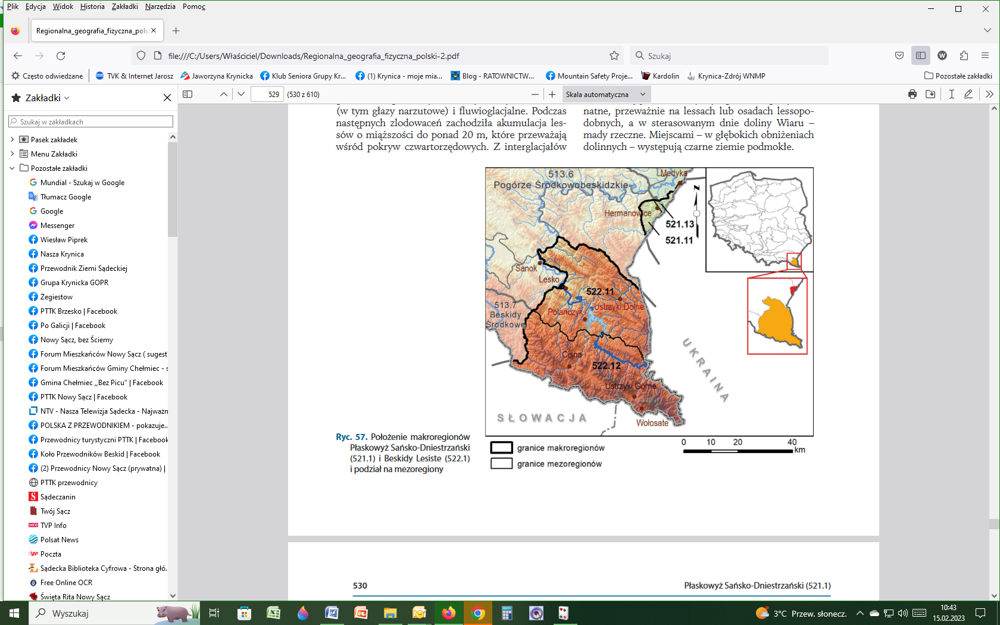 Plik Edycja Widok Historia Zakładki Narzędzia Pomoc
Regionalna_geografia_fizyczna_pols
file:///C:/Users/Właściciel/Downloads/Regionalna_geografia_fizyczna_polski-2.pdf
Szukaj
Często odwiedzane
TVK & Internet Jarosz
Jaworzyna Krynicka
Klub Seniora Grupy Kr...
(1) Krynica - moje mia...
Blog - RATOWNICTW...
Mountain Safety Proje...
Kardolin
Krynica-Zdrój WNMP
Pozostałe zakładki
Zakładki
529 (530 z 610)
Skala automatyczna
Szukaj w zakładkach
Pasek zakładek
Menu Zakładki
Pozostałe zakładki
Mundial - Szukaj w Google
Tłumacz Google
Google
Messenger
Wiesław Piprek
Nasza Krynica
Przewodnik Ziemi Sądeckiej
Grupa Krynicka GOPR
Żegiestow
PTTK Brzesko | Facebook
Po Galicji | Facebook
Nowy Sącz, bez Ściemy
Forum Mieszkańców Nowy Sącz ( sugest
Forum Mieszkańców Gminy Chełmiec - s
Gmina Chełmiec ,,Bez Picu" | Facebook
PTTK Nowy Sącz | Facebook
NTV - Nasza Telewizja Sądecka - Najważn
POLSKA Z PRZEWODNIKIEM - pokazuje...
Przewodnicy turystyczni PTTK | Facebook
Koło Przewodników Beskid | Facebook
(2) Przewodnicy Nowy Sącz (prywatna) |
PTTK przewodnicy
Sądeczanin
Twój Sącz
TVP Info
Polsat News
Poczta
Sądecka Biblioteka Cyfrowa - Strona głó...
Free Online OCR
Święta Rita Nowy Sącz
(w tym głazy narzutowe) i fluwioglacjalne. Podczas
następnych zlodowaceń zachodziła akumulacja les-
sów o miąższości do ponad 20 m, które przeważają
wśród pokryw czwartorzędowych. Z interglacjałów
natne, przeważnie na lessach lub osadach lessopo-
dobnych, a w sterasowanym dnie doliny Wiaru –
mady rzeczne. Miejscami – w głębokich obniżeniach
dolinnych – występują czarne ziemie podmokłe.
513.6
Pogórze Środkowobeskidzkie
Medyka
Hermanowice
521.13
521.11
N
Sanok
Lesko
522.11
Ustrzyki Dolne
Polańczyk
513.7
Beskidy
Środkowe
Cisna
522.12
Ustrzyki Górne
Wołosate
UKRAINA
SŁOWACJA
Ryc. 57. Położenie makroregionów
Płaskowyż Sańsko-Dniestrzański
(521.1) i Beskidy Lesiste (522.1)
i podział na mezoregiony
granice makroregionów
granice mezoregionów
0 10 20 40
km
530
Płaskowyż Sańsko-Dniestrzański (521.1)
Wyszukaj
3°C Przew. słonecz.
10:43
15.02.2023